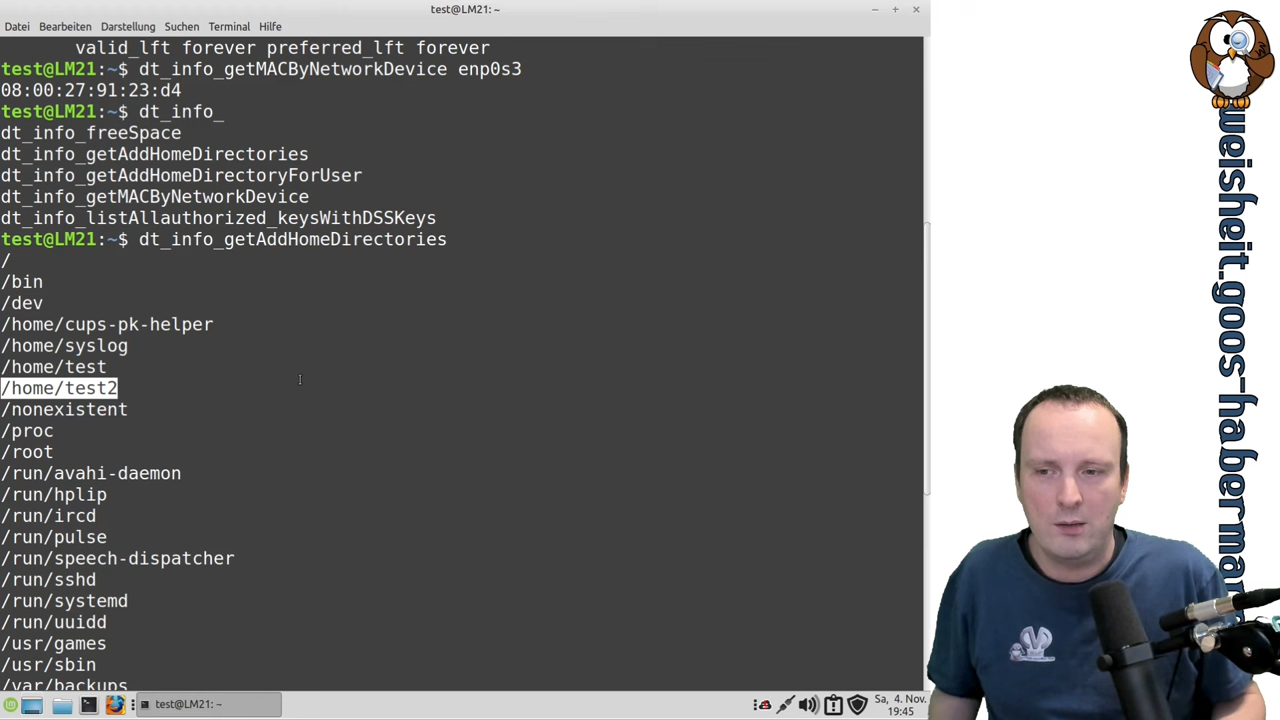 test@LM21: ~
Datei Bearbeiten Darstellung Suchen Terminal Hilfe
valid_lft forever preferred_lft forever
test@LM21:~$ dt_info_getMACByNetworkDevice enp0s3
08:00:27:91:23:d4
test@LM21:~$ dt_info_
dt_info_freeSpace
dt_info_getAddHomeDirectories
dt_info_getAddHomeDirectoryForUser
dt_info_getMACByNetworkDevice
dt_info_listAllauthorized_keysWithDSSKeys
test@LM21:~$ dt_info_getAddHomeDirectories
/
/bin
/dev
/home/cups-pk-helper
/home/syslog
/home/test
/home/test2
/nonexistent
/proc
/root
/run/avahi-daemon
/run/hplip
/run/ircd
/run/pulse
/run/speech-dispatcher
/run/sshd
/run/systemd
/run/uuidd
/usr/games
/usr/sbin
/var/backups
test@LM21: ~
Sa, 4. Nov.
19:45